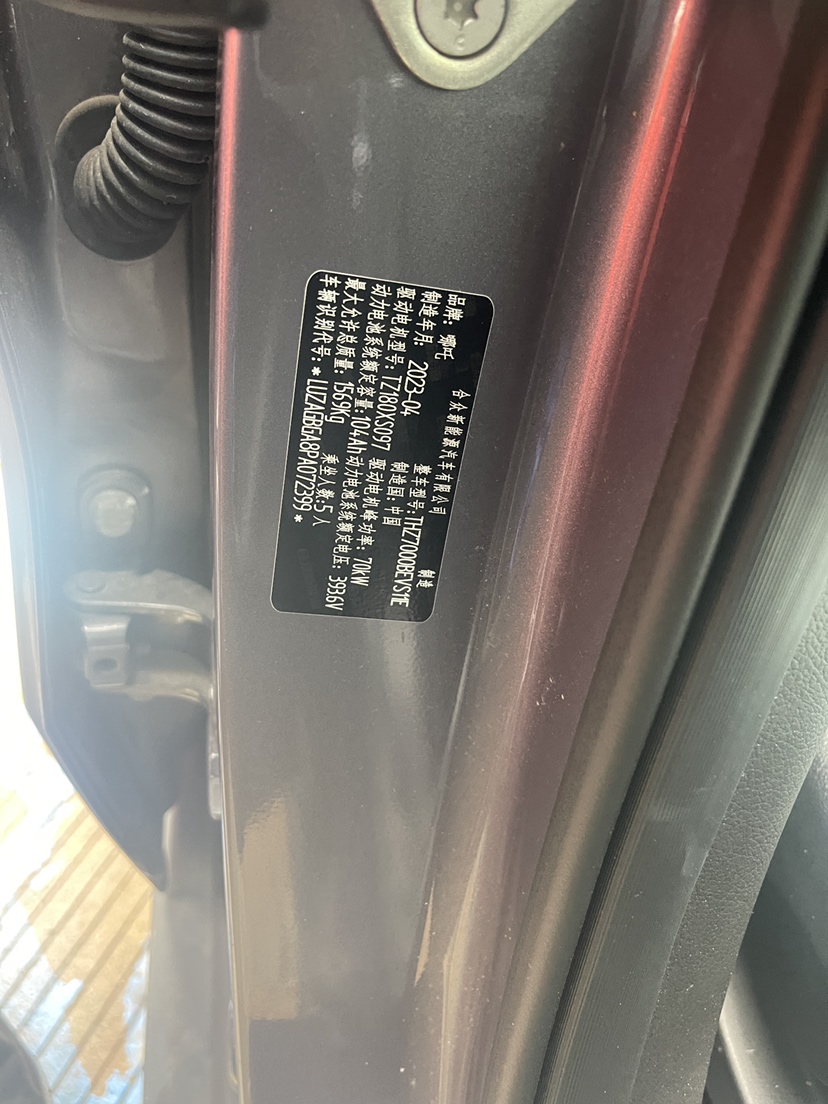 合众新能源汽车有限公司 制造
品牌: 哪吒 整车型号: THZ7000BEVS11E
制造年月: 2023-04 制造国: 中国
驱动电机型号: TZ180XS097 驱动电机峰值功率: 70kW
动力电池系统额定容量: 104Ah 动力电池系统额定电压: 393.6V
最大允许总质量: 1569Kg 乘坐人数: 5人
车辆识别代号: *LUZAGBGA8PA072399*